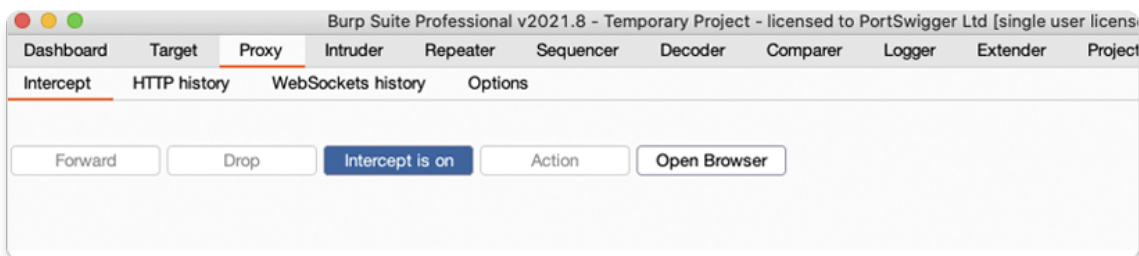 Burp Suite Professional v2021.8 - Temporary Project - licensed to PortSwigger Ltd [single user license
Dashboard Target Proxy Intruder Repeater Sequencer Decoder Comparer Logger Extender Project
Intercept HTTP history WebSockets history Options
Forward Drop Intercept is on Action Open Browser